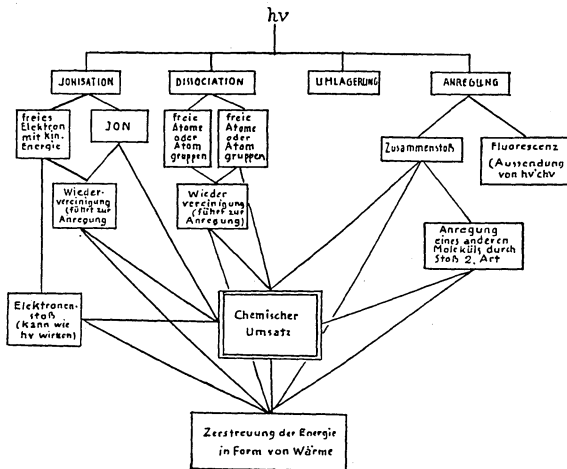 hν
JONISATION
DISSOCIATION
UMLAGERUNG
ANREGUNG
freies
Elektron
mit kin.
Energie
JON
freie
Atome
oder
Atom
gruppen
freie
Atome
oder
Atom
gruppen
Zusammenstoß
Fluorescenz
(Aussendung
von hν'<hν)
Wieder-
vereinigung
(führt zur
Anregung
Wieder
vereinigung
(führt zur
Anregung)
Anregung
eines anderen
Moleküls durch
Stoß 2. Art
Elektronen-
stoß
(kann wie
hν wirken)
Chemischer
Umsatz
Zerstreuung der Energie
in Form von Wärme